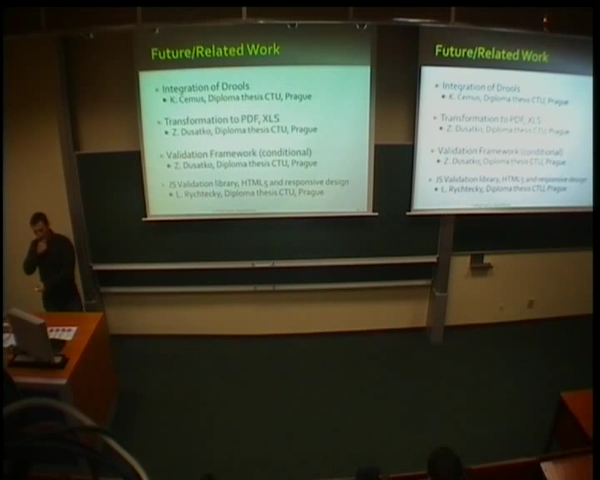 Future/Related Work
Integration of Drools
K. Cemus, Diploma thesis CTU, Prague
Transformation to PDF, XLS
Z. Dusatko, Diploma thesis CTU, Prague
Validation Framework (conditional)
Z. Dusatko, Diploma thesis CTU, Prague
JS Validation library, HTML5 and responsive design
L. Rychtecky, Diploma thesis CTU, Prague
Future/Related Work
Integration of Drools
K. Cemus, Diploma thesis CTU, Prague
Transformation to PDF, XLS
Z. Dusatko, Diploma thesis CTU, Prague
Validation Framework (conditional)
Z. Dusatko, Diploma thesis CTU, Prague
JS Validation library, HTML5 and responsive design
L. Rychtecky, Diploma thesis CTU, Prague